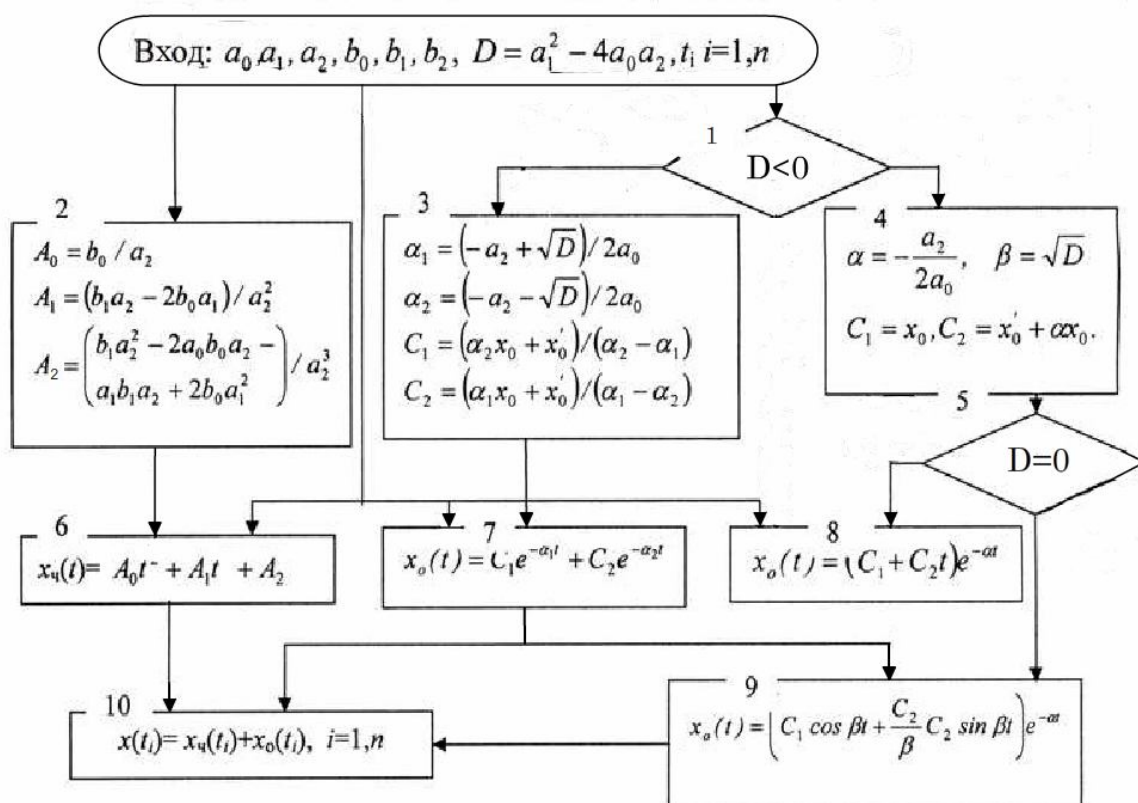 Вход: a₀,a₁, a₂, b₀, b₁, b₂, D = a₁² − 4a₀a₂, tᵢ i=1,n
1
D<0
2
A₀ = b₀ / a₂
A₁ = (b₁a₂ − 2b₀a₁)/ a₂²
A₂ = (b₁a₂² − 2a₀b₀a₂ −
a₁b₁a₂ + 2b₀a₁²) / a₂³
3
α₁ = (−a₂ + √D)/2a₀
α₂ = (−a₂ − √D)/2a₀
C₁ = (α₂x₀ + x₀')/(α₂ − α₁)
C₂ = (α₁x₀ + x₀')/(α₁ − α₂)
4
α = −a₂/2a₀, β = √D
C₁ = x₀, C₂ = x₀' + αx₀.
5
D=0
6
xч(t)= A₀t + A₁t + A₂
7
xₒ(t) = C₁e^(−α₁t) + C₂e^(−α₂t)
8
xₒ(t) = (C₁ + C₂t)e^(−αt)
9
xₒ(t) = (C₁ cos βt + C₂/β C₂ sin βt)e^(−αt)
10
x(tᵢ)= xч(tᵢ)+xₒ(tᵢ), i=1,n